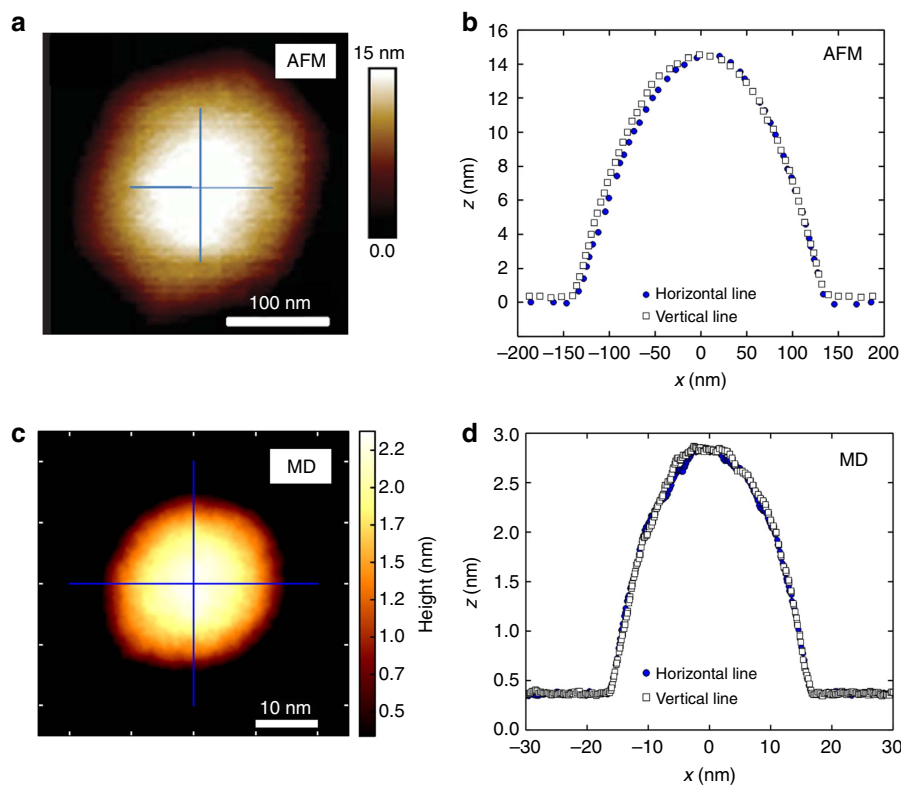 a
AFM
15 nm
0.0
100 nm
b
AFM
16
14
12
10
8
6
4
2
0
z (nm)
Horizontal line
Vertical line
−200 −150 −100 −50 0 50 100 150 200
x (nm)
c
MD
10 nm
2.2
2.0
1.7
1.5
1.2
1.0
0.7
0.5
Height (nm)
d
MD
3.0
2.5
2.0
1.5
1.0
0.5
0.0
z (nm)
Horizontal line
Vertical line
−30 −20 −10 0 10 20 30
x (nm)